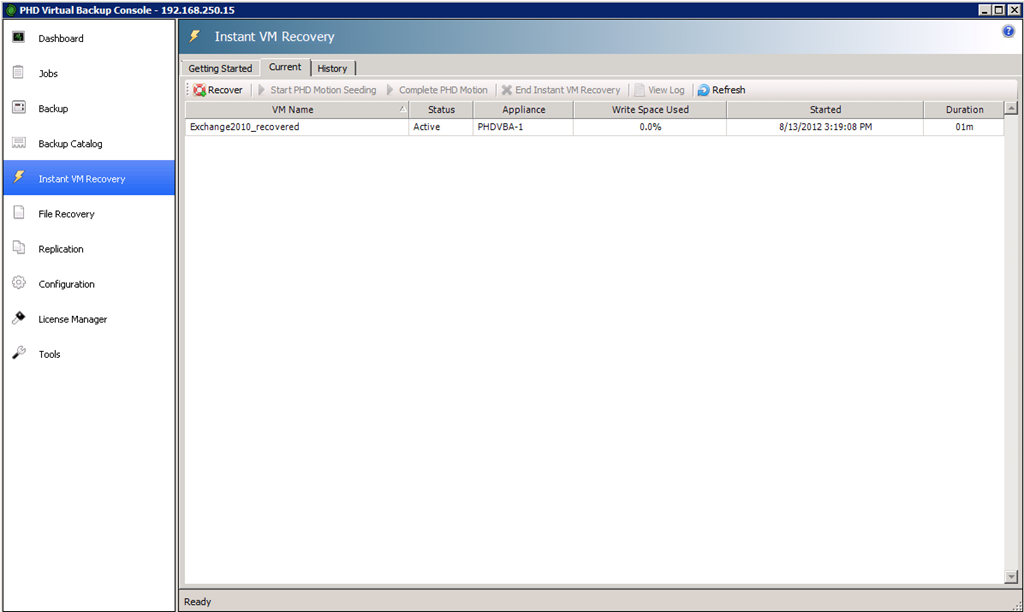 PHD Virtual Backup Console - 192.168.250.15
Dashboard
Jobs
Backup
Backup Catalog
Instant VM Recovery
File Recovery
Replication
Configuration
License Manager
Tools
Instant VM Recovery
?
Getting Started Current History
Recover Start PHD Motion Seeding Complete PHD Motion End Instant VM Recovery View Log Refresh
VM Name Status Appliance Write Space Used Started Duration
Exchange2010_recovered Active PHDVBA-1 0.0% 8/13/2012 3:19:08 PM 01m
Ready